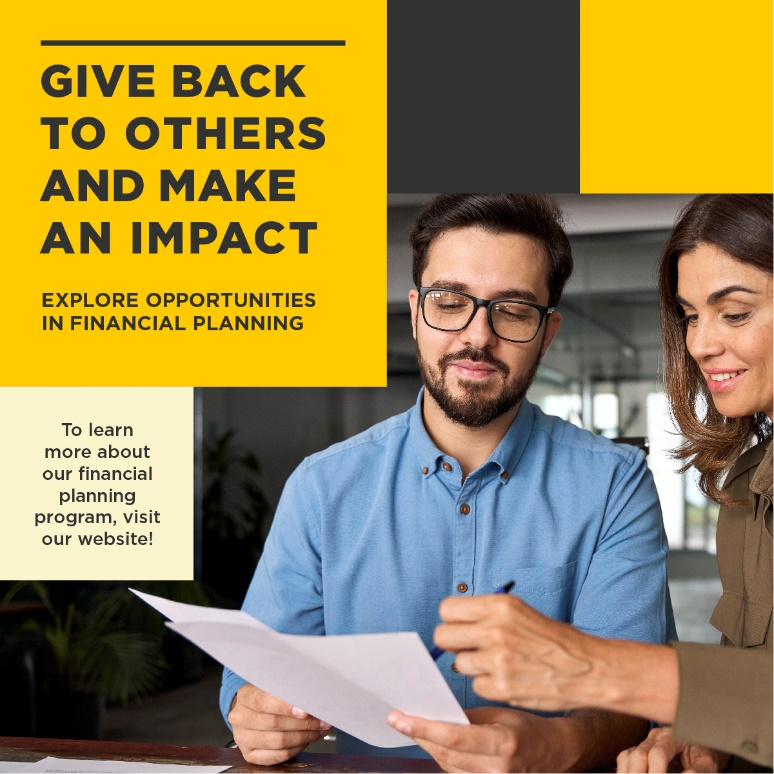 GIVE BACK
TO OTHERS
AND MAKE
AN IMPACT
EXPLORE OPPORTUNITIES
IN FINANCIAL PLANNING
To learn
more about
our financial
planning
program, visit
our website!